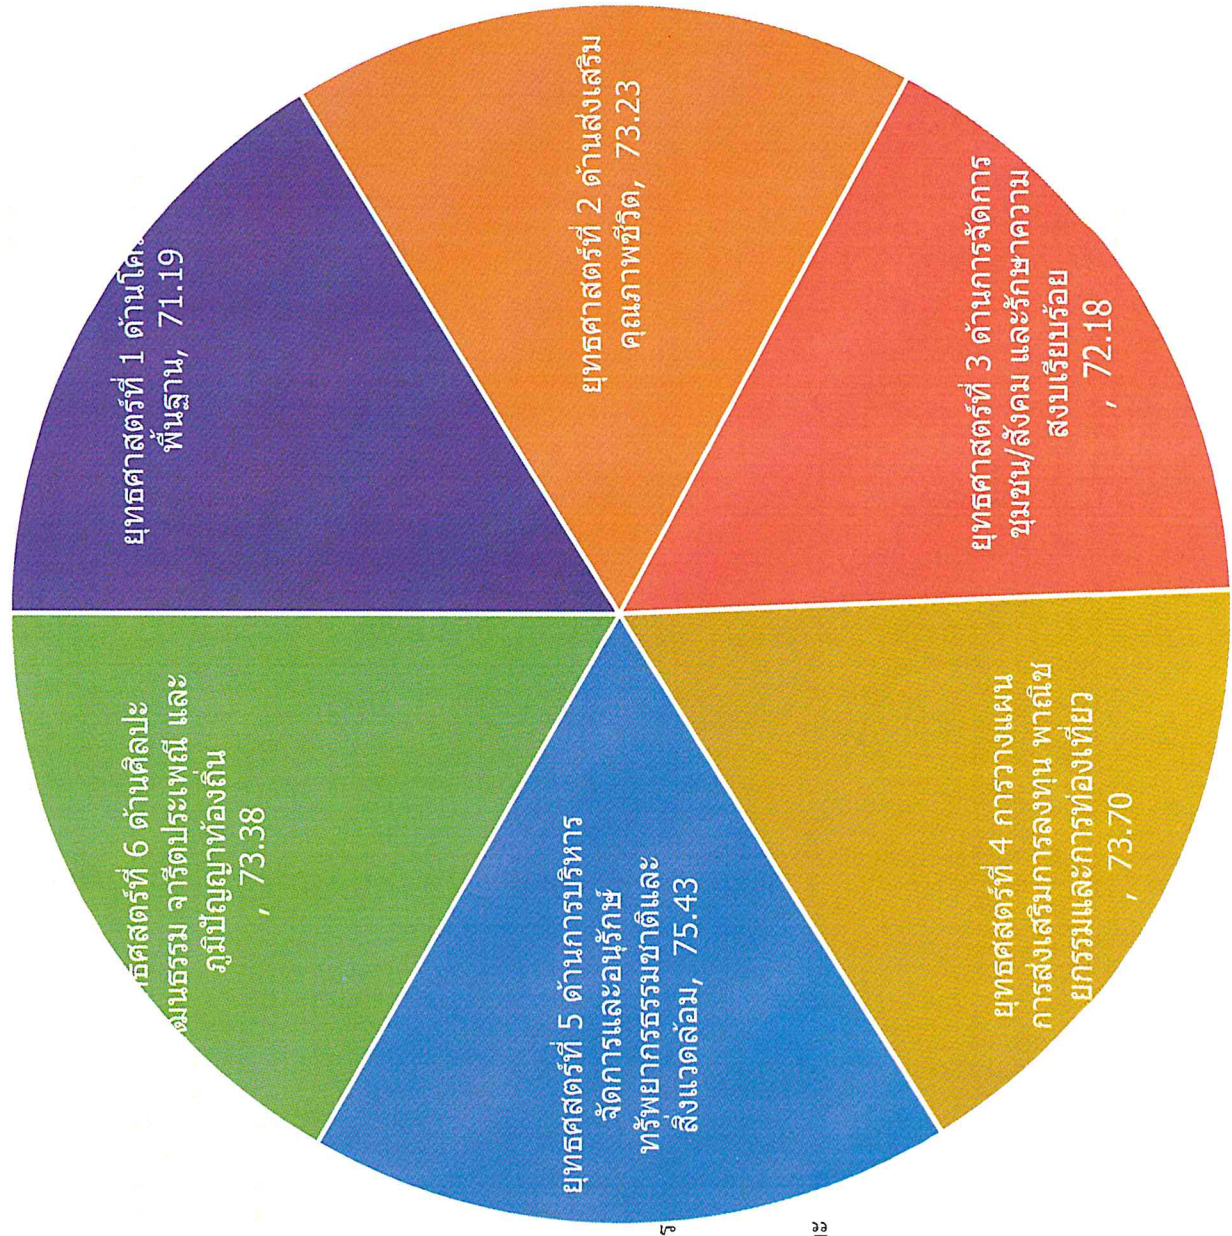 ยุทธศาสตร์ที่ 1 ด้านโค
พื้นฐาน, 71.19
ยุทธศาสตร์ที่ 2 ด้านส่งเสริม
คุณภาพชีวิต, 73.23
ยุทธศาสตร์ที่ 3 ด้านการจัดการ
ชุมชน/สังคม และรักษาความ
สงบเรียบร้อย
, 72.18
ยุทธศสตร์ที่ 4 การวางแผน
การส่งเสริมการลงทุน พาณิช
ยกรรมและการท่องเที่ยว
, 73.70
ยุทธศสตร์ที่ 5 ด้านการบริหาร
จัดการและอนุรักษ์
ทรัพยากรธรรมชาติและ
สิ่งแวดล้อม, 75.43
ธศสตร์ที่ 6 ด้านศิลปะ
ฒนธรรม จารีตประเพณี และ
ภูมิปัญญาท้องถิ่น
, 73.38